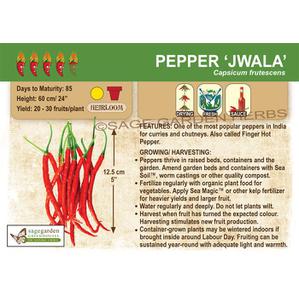 PEPPER 'JWALA'
Capsicum frutescens
Days to Maturity: 85
Height: 60 cm/ 24"
Yield: 20 - 30 fruits/plant
HEIRLOOM
DRYING
FRESH
SAUCE
©SAGE GARDEN HERBS
12.5 cm
5"
FEATURES: One of the most popular peppers in India
for curries and chutneys. Also called Finger Hot
Pepper.
GROWING/ HARVESTING:
• Peppers thrive in raised beds, containers and the
garden. Amend garden beds and containers with Sea
Soil™, worm castings or other quality compost.
• Fertilize regularly with organic plant food for
vegetables. Apply Sea Magic™ or other kelp fertilizer
for heavier yields and larger fruit.
• Water regularly and deeply. Do not let plants wilt.
• Harvest when fruit has turned the expected colour.
Harvesting stimulates new fruit production.
• Container-grown plants may be wintered indoors if
brought inside around Labour Day. Fruiting can be
sustained year-round with adequate light and warmth.
sagegarden